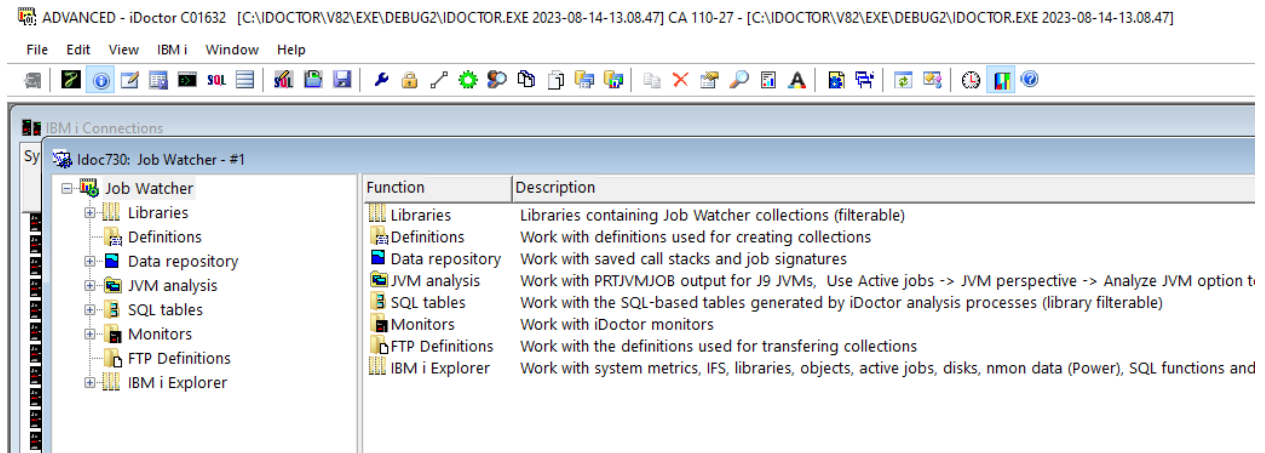 ADVANCED - iDoctor C01632 [C:\IDOCTOR\V82\EXE\DEBUG2\IDOCTOR.EXE 2023-08-14-13.08.47] CA 110-27 - [C:\IDOCTOR\V82\EXE\DEBUG2\IDOCTOR.EXE 2023-08-14-13.08.47]
File Edit View IBM i Window Help
SQL SQL A
IBM i Connections
Sy
Idoc730: Job Watcher - #1
Job Watcher
Libraries
Definitions
Data repository
JVM analysis
SQL tables
Monitors
FTP Definitions
IBM i Explorer
Function Description
Libraries Libraries containing Job Watcher collections (filterable)
Definitions Work with definitions used for creating collections
Data repository Work with saved call stacks and job signatures
JVM analysis Work with PRTJVMJOB output for J9 JVMs, Use Active jobs -> JVM perspective -> Analyze JVM option t
SQL tables Work with the SQL-based tables generated by iDoctor analysis processes (library filterable)
Monitors Work with iDoctor monitors
FTP Definitions Work with the definitions used for transfering collections
IBM i Explorer Work with system metrics, IFS, libraries, objects, active jobs, disks, nmon data (Power), SQL functions and